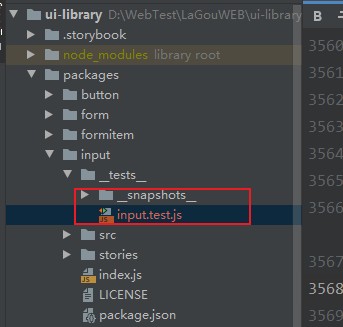 ui-library D:\WebTest\LaGouWEB\ui-library
B
.storybook
3560
node_modules library root
3561
packages
3562
button
form
3563
formitem
3564
input
3565
__tests__
__snapshots__
3566
input.test.js
src
stories
3567
index.js
3568
LICENSE
3569
package.json